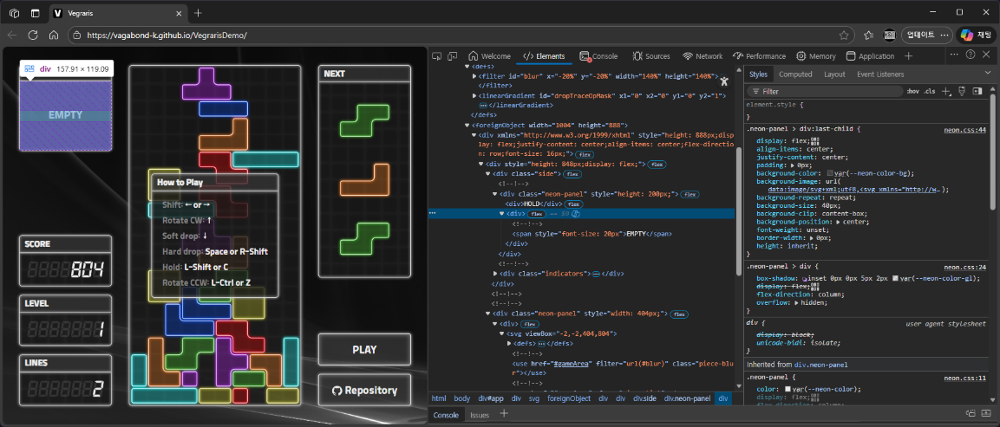 Vegraris
https://vagabond-k.github.io/VegrarisDemo/
업데이트
채팅
div 157.91 × 119.09
EMPTY
SCORE
804
LEVEL
1
LINES
2
How to Play
Shift: ← or →
Rotate CW: ↑
Soft drop: ↓
Hard drop: Space or R-Shift
Hold: L-Shift or C
Rotate CCW: L-Ctrl or Z
NEXT
PLAY
Repository
Welcome
Elements
Console
Sources
Network
Performance
Memory
Application
<defs>
<filter id="blur" x="-20%" y="-20%" width="140%" height="140%">
</filter>
<linearGradient id="dropTraceOpMask" x1="0" x2="0" y1="0" y2="1">
</linearGradient>
</defs>
<foreignObject width="1004" height="888">
<div xmlns="http://www.w3.org/1999/xhtml" style="height: 888px;disp
lay: flex;justify-content: center;align-items: center;flex-directio
n: row;font-size: 16px;"> flex
<div style="height: 848px;display: flex;"> flex
<div class="side"> flex
<!---->
<div class="neon-panel" style="height: 200px;"> flex
<div>HOLD</div> flex
<div> flex == $0
<!---->
<span style="font-size: 20px">EMPTY</span>
</div>
</div>
<!---->
<div class="indicators"></div>
</div>
<!---->
<!---->
<div class="neon-panel" style="width: 404px;"> flex
<div> flex
<svg viewBox="-2,-2,404,804">
<defs></defs>
<!---->
<use href="#gameArea" filter="url(#blur)" class="piece-blu
r"></use>
<!---->
html body div#app div svg foreignObject div div div.side div.neon-panel div
Console
Issues
Styles
Computed
Layout
Event Listeners
Filter
:hov .cls
element.style {
}
.neon-panel > div:last-child { neon.css:44
display: flex;
align-items: center;
justify-content: center;
padding: 0px;
background-color: var(--neon-color-bg);
background-image: url(
data:image/svg+xml;utf8,<svg xmlns="http://w… );
background-repeat: repeat;
background-size: 40px;
background-clip: content-box;
background-position: center;
font-weight: unset;
border-width: 0px;
height: inherit;
}
.neon-panel > div { neon.css:24
box-shadow: inset 0px 0px 5px 2px var(--neon-color-gl);
display: flex;
flex-direction: column;
overflow: hidden;
}
div { user agent stylesheet
display: block;
unicode-bidi: isolate;
}
Inherited from div.neon-panel
.neon-panel { neon.css:11
color: var(--neon-color);
display: flex;